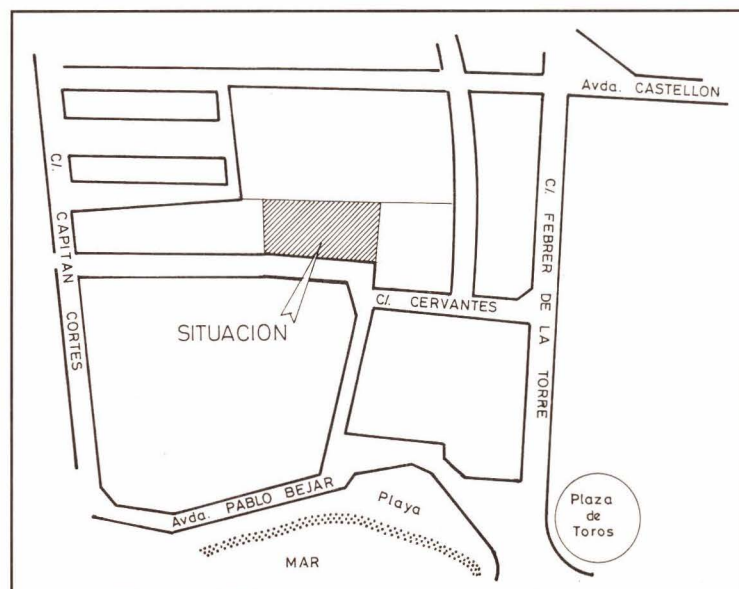 Avda. CASTELLON
C/. CAPITAN CORTES
C/. FEBRER DE LA TORRE
C/. CERVANTES
SITUACION
Avda. PABLO BEJAR
Playa
Plaza
de
Toros
MAR